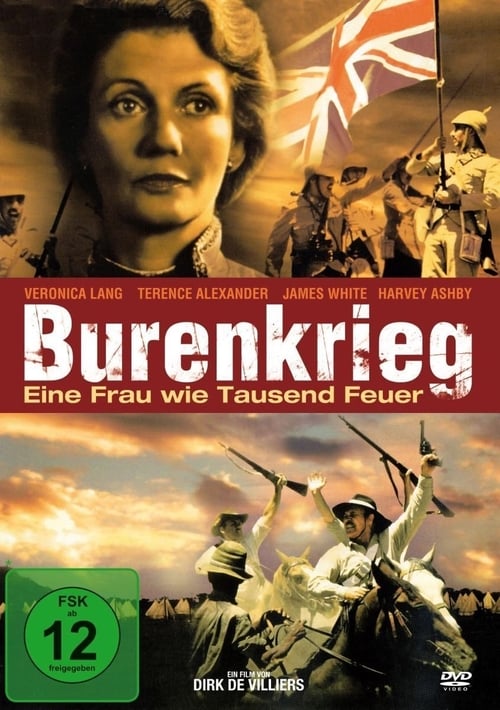 VERONICA LANG TERENCE ALEXANDER JAMES WHITE HARVEY ASHBY
Burenkrieg
Eine Frau wie Tausend Feuer
FSK
ab
12
freigegeben
EIN FILM VON
DIRK DE VILLIERS
DVD
VIDEO